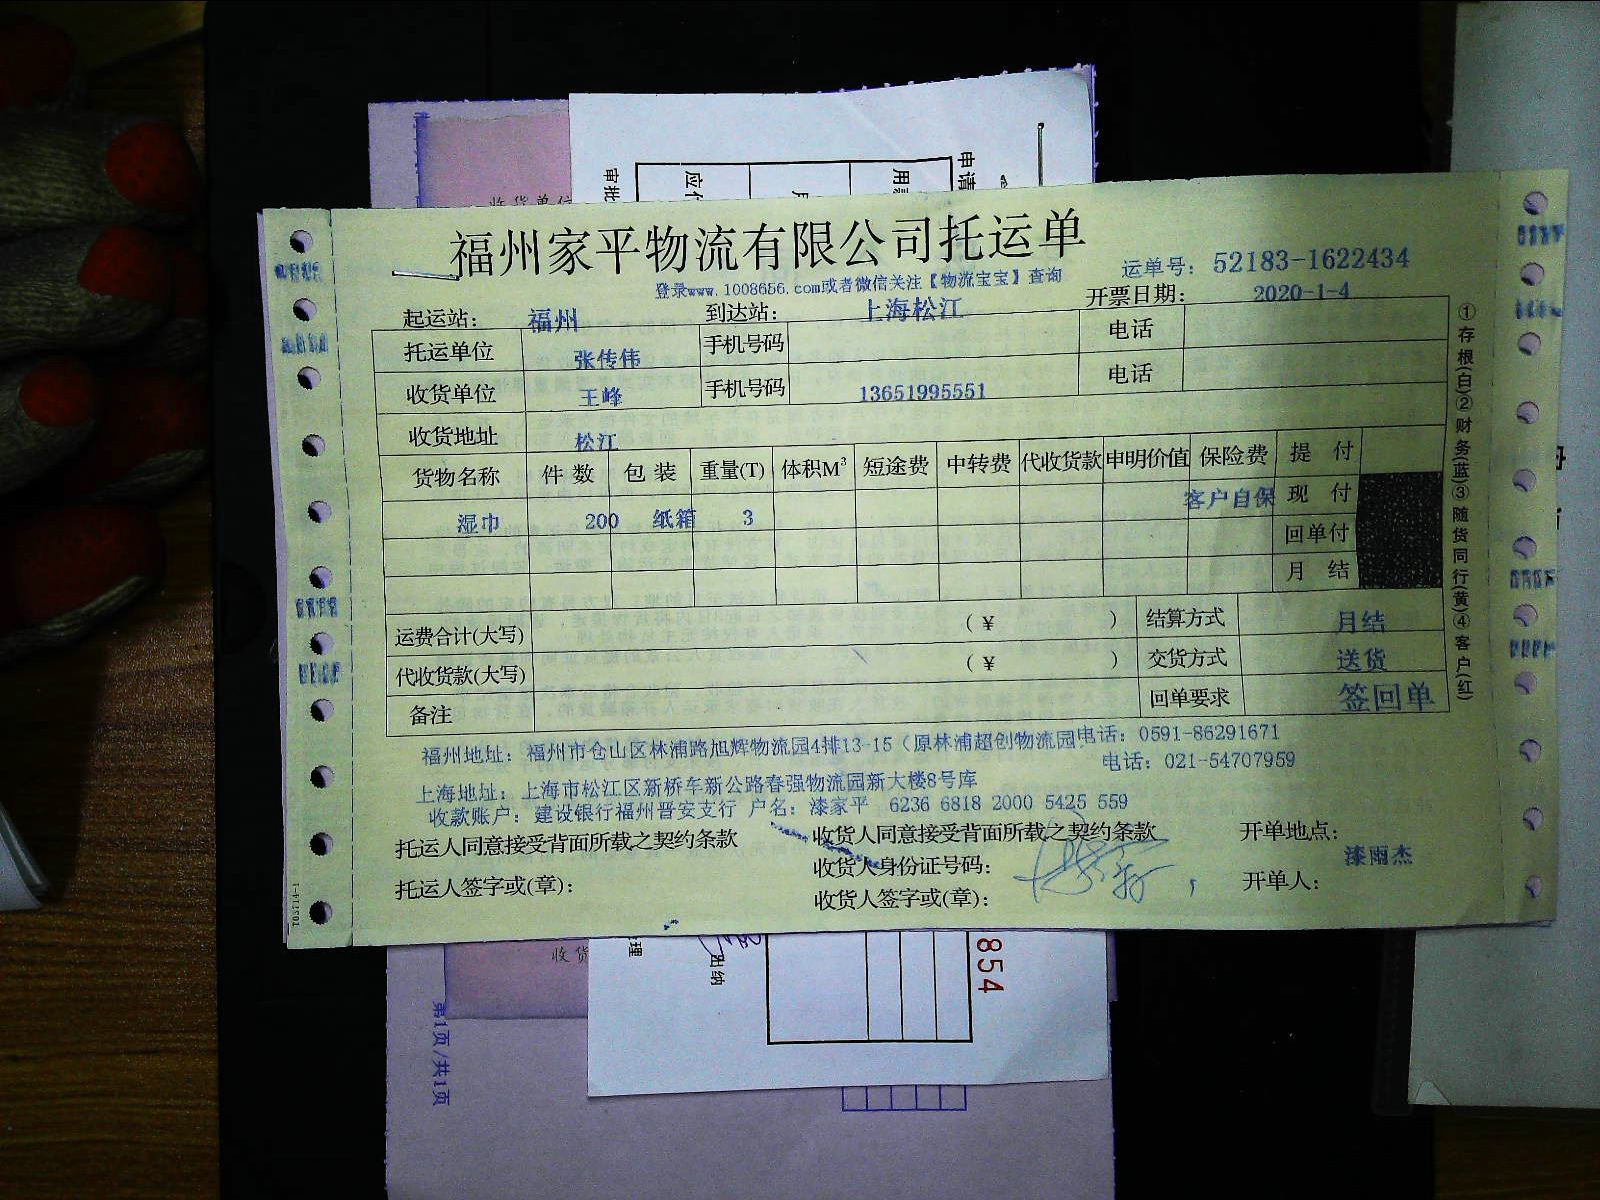 申请
用
应付
审批
收货单位
福州家平物流有限公司托运单
登录www.1008656.com或者微信关注【物流宝宝】查询
运单号: 52183-1622434
起运站: 福州 到达站: 上海松江 开票日期: 2020-1-4
托运单位 张传伟 手机号码 电话
收货单位 王峰 手机号码 13651995551 电话
收货地址 松江
货物名称 件数 包装 重量(T) 体积M³ 短途费 中转费 代收货款 申明价值 保险费 提付
湿巾 200 纸箱 3 客户自保 现付
回单付
月结
运费合计(大写) (¥ ) 结算方式 月结
代收货款(大写) (¥ ) 交货方式 送货
备注 回单要求 签回单
福州地址: 福州市仓山区林浦路旭辉物流园4排13-15(原林浦超创物流园 电话: 0591-86291671
电话: 021-54707959
上海地址: 上海市松江区新桥车新公路春强物流园新大楼8号库
收款账户: 建设银行福州晋安支行 户名: 漆家平 6236 6818 2000 5425 559
托运人同意接受背面所载之契约条款 收货人同意接受背面所载之契约条款 开单地点:
收货人身份证号码: 漆雨杰
托运人签字或(章): 收货人签字或(章): 开单人:
①存根(白)②财务(蓝)③随货同行(黄)④客户(红)
收货
理
出纳
854
第1页/共1页